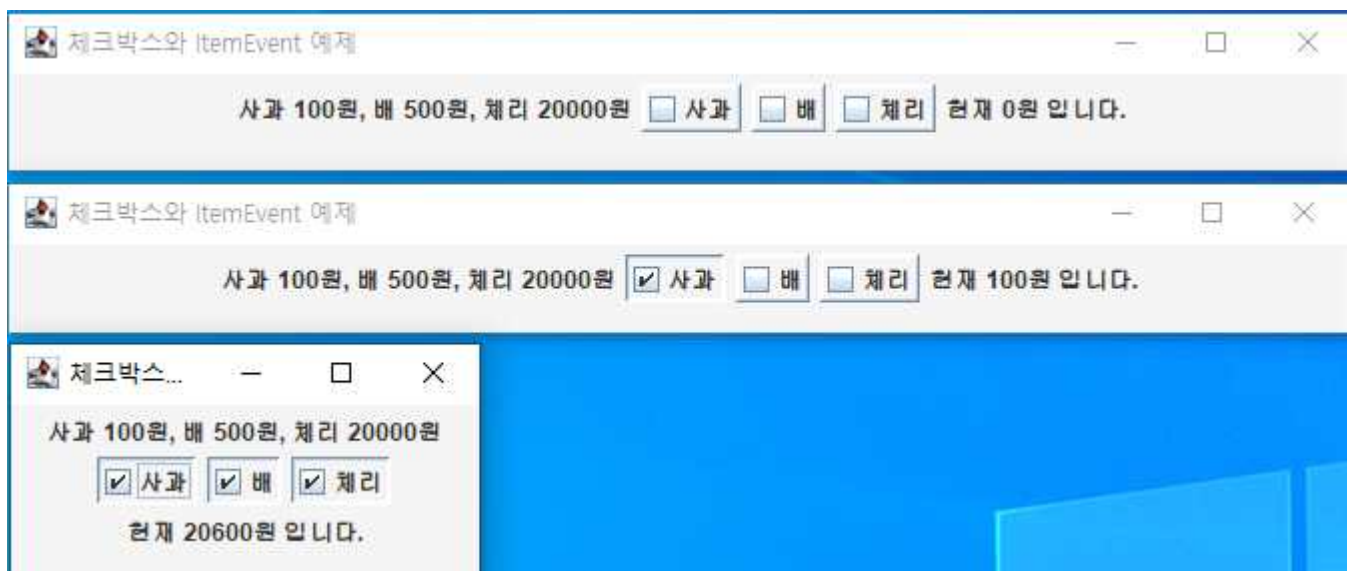 체크박스와 ItemEvent 예제
사과 100원, 배 500원, 체리 20000원 사과 배 체리 현재 0원 입니다.
체크박스와 ItemEvent 예제
사과 100원, 배 500원, 체리 20000원 사과 배 체리 현재 100원 입니다.
체크박스...
사과 100원, 배 500원, 체리 20000원
사과 배 체리
현재 20600원 입니다.